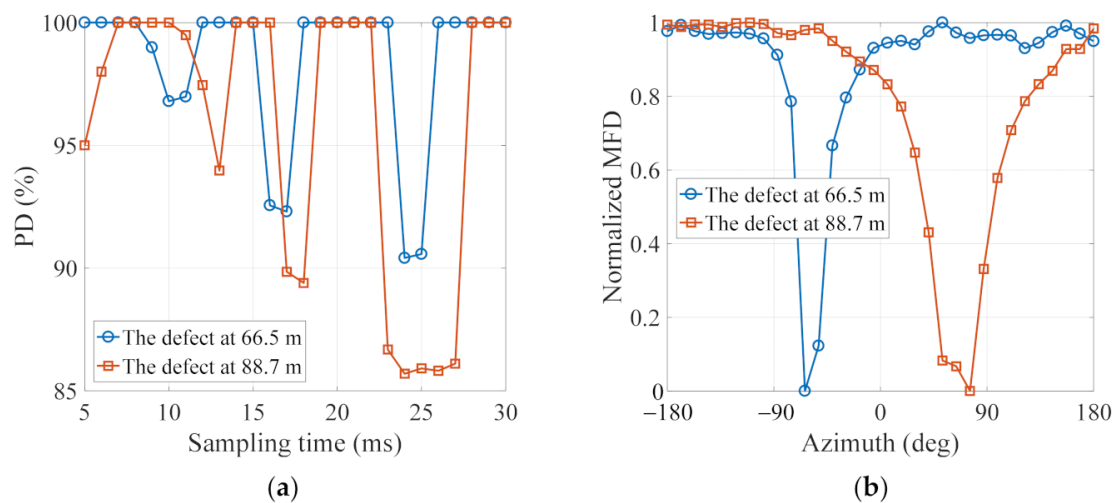 100
95
90
85
PD (%)
5
10
15
20
25
30
Sampling time (ms)
The defect at 66.5 m
The defect at 88.7 m
(a)
1
0.8
0.6
0.4
0.2
0
Normalized MFD
−180
−90
0
90
180
Azimuth (deg)
The defect at 66.5 m
The defect at 88.7 m
(b)